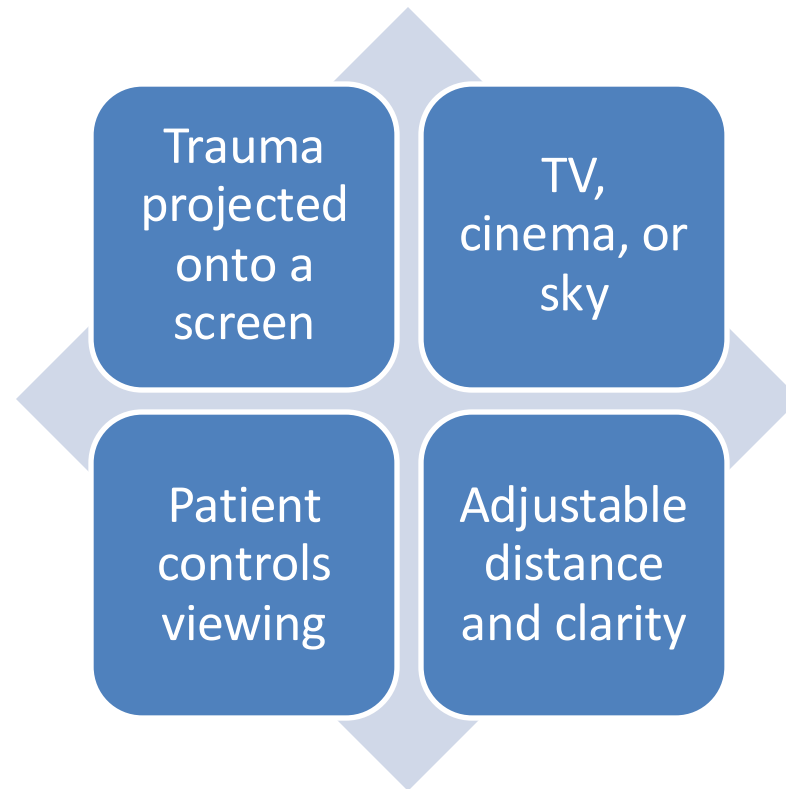 Trauma
projected
onto a
screen
TV,
cinema, or
sky
Patient
controls
viewing
Adjustable
distance
and clarity